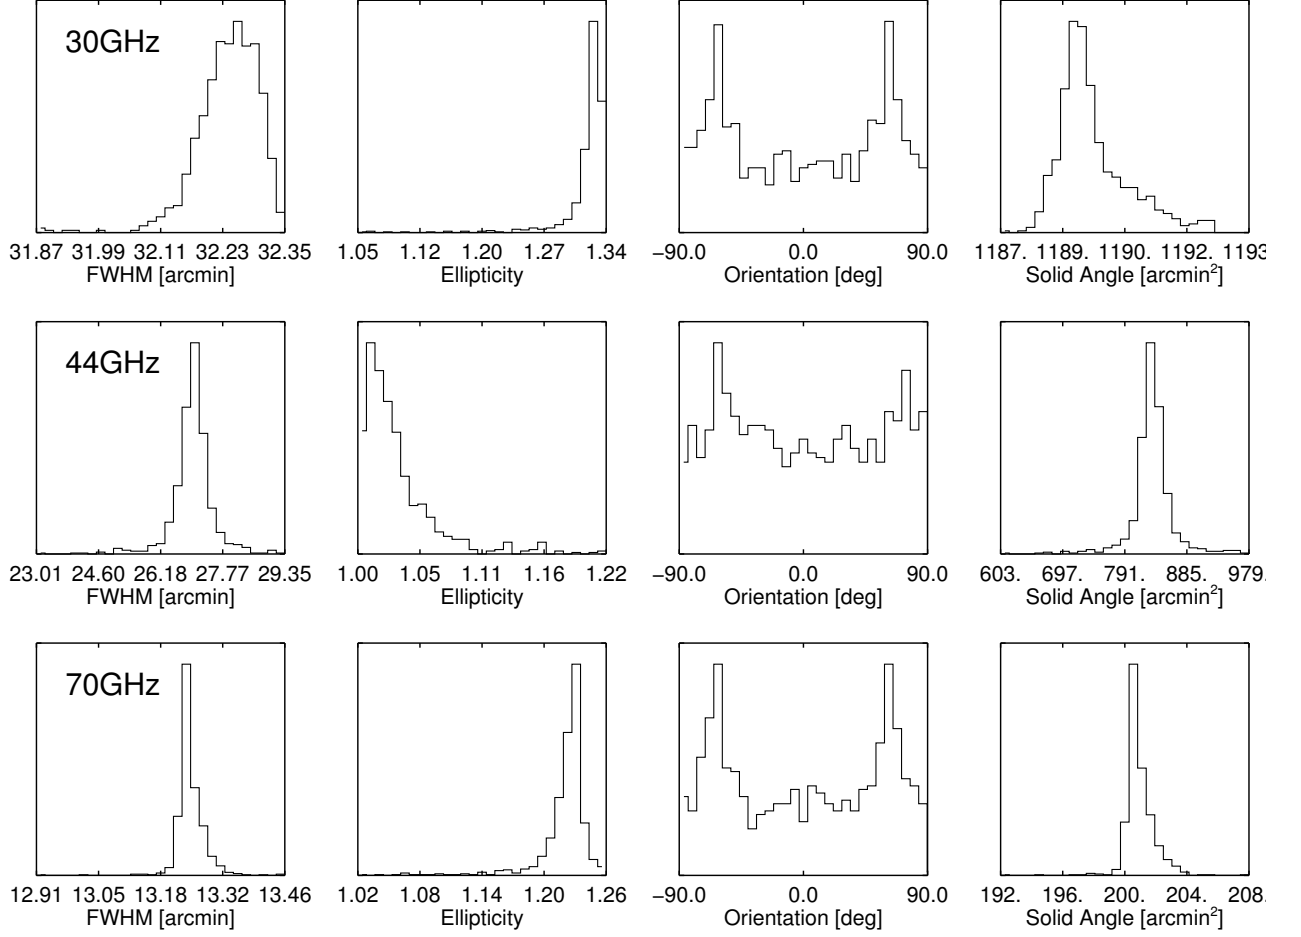 30GHz
31.87 31.99 32.11 32.23 32.35
FWHM [arcmin]
1.05 1.12 1.20 1.27 1.34
Ellipticity
−90.0 0.0 90.0
Orientation [deg]
1187. 1189. 1190. 1192. 1193
Solid Angle [arcmin²]
44GHz
23.01 24.60 26.18 27.77 29.35
FWHM [arcmin]
1.00 1.05 1.11 1.16 1.22
Ellipticity
−90.0 0.0 90.0
Orientation [deg]
603. 697. 791. 885. 979.
Solid Angle [arcmin²]
70GHz
12.91 13.05 13.18 13.32 13.46
FWHM [arcmin]
1.02 1.08 1.14 1.20 1.26
Ellipticity
−90.0 0.0 90.0
Orientation [deg]
192. 196. 200. 204. 208.
Solid Angle [arcmin²]